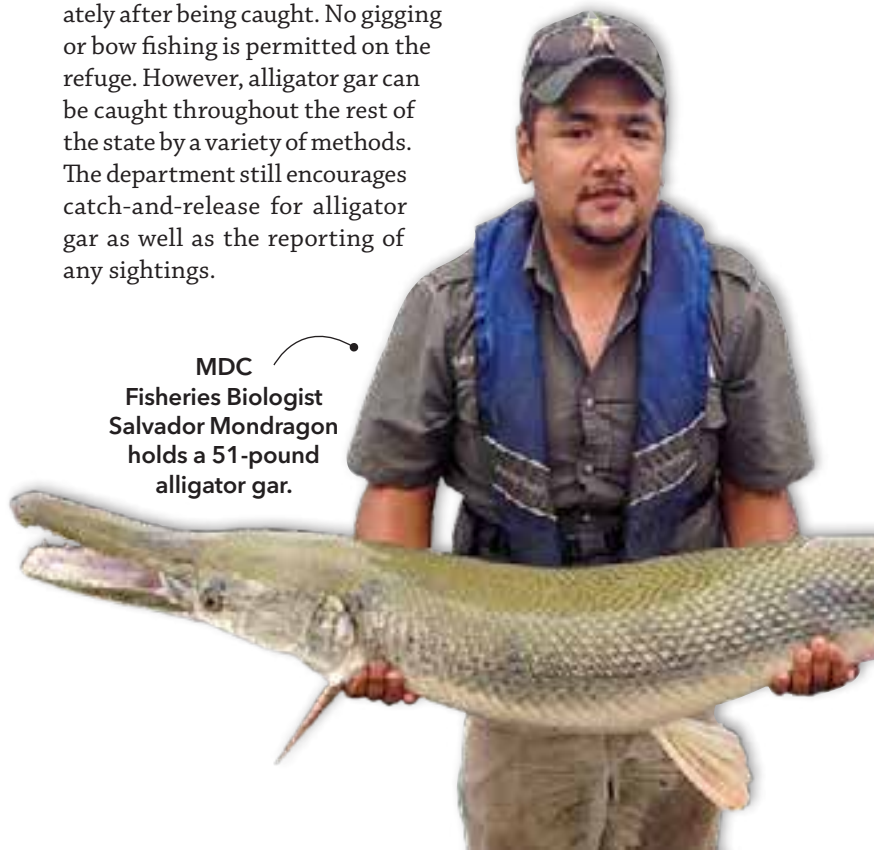 ately after being caught. No gigging
or bow fishing is permitted on the
refuge. However, alligator gar can
be caught throughout the rest of
the state by a variety of methods.
The department still encourages
catch-and-release for alligator
gar as well as the reporting of
any sightings.
MDC
Fisheries Biologist
Salvador Mondragon
holds a 51-pound
alligator gar.